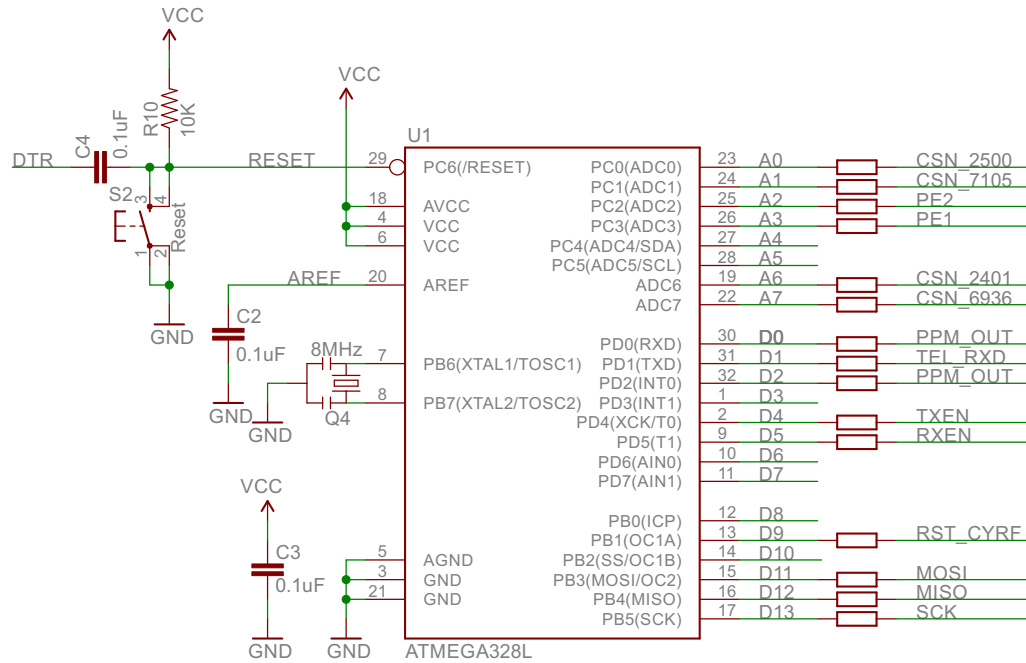 VCC
R10
10K
C4
0.1uF
DTR
RESET
S2
3
4
1
2
Reset
GND
VCC
AREF
C2
0.1uF
GND
8MHz
Q4
GND
VCC
C3
0.1uF
GND
GND
U1
29 PC6(/RESET)
18 AVCC
4 VCC
6 VCC
20 AREF
7 PB6(XTAL1/TOSC1)
8 PB7(XTAL2/TOSC2)
5 AGND
3 GND
21 GND
PC0(ADC0) 23 A0 CSN_2500
PC1(ADC1) 24 A1 CSN_7105
PC2(ADC2) 25 A2 PE2
PC3(ADC3) 26 A3 PE1
PC4(ADC4/SDA) 27 A4
PC5(ADC5/SCL) 28 A5
ADC6 19 A6 CSN_2401
ADC7 22 A7 CSN_6936
PD0(RXD) 30 D0 PPM_OUT
PD1(TXD) 31 D1 TEL_RXD
PD2(INT0) 32 D2 PPM_OUT
PD3(INT1) 1 D3
PD4(XCK/T0) 2 D4 TXEN
PD5(T1) 9 D5 RXEN
PD6(AIN0) 10 D6
PD7(AIN1) 11 D7
PB0(ICP) 12 D8
PB1(OC1A) 13 D9 RST_CYRF
PB2(SS/OC1B) 14 D10
PB3(MOSI/OC2) 15 D11 MOSI
PB4(MISO) 16 D12 MISO
PB5(SCK) 17 D13 SCK
ATMEGA328L